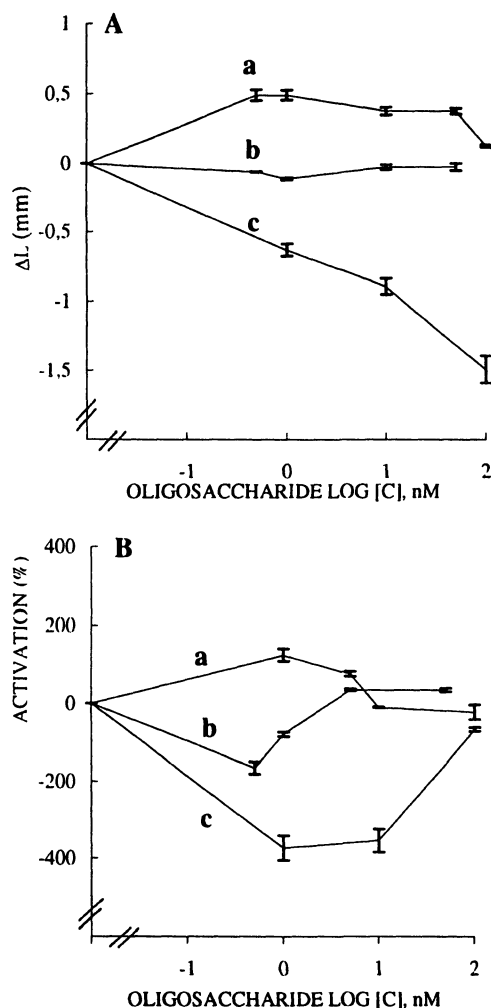 A
1
0,5
0
-0,5
-1
-1,5
ΔL (mm)
a
b
c
-1 0 1 2
OLIGOSACCHARIDE LOG [C], nM
B
400
200
0
-200
-400
ACTIVATION (%)
a
b
c
-1 0 1 2
OLIGOSACCHARIDE LOG [C], nM